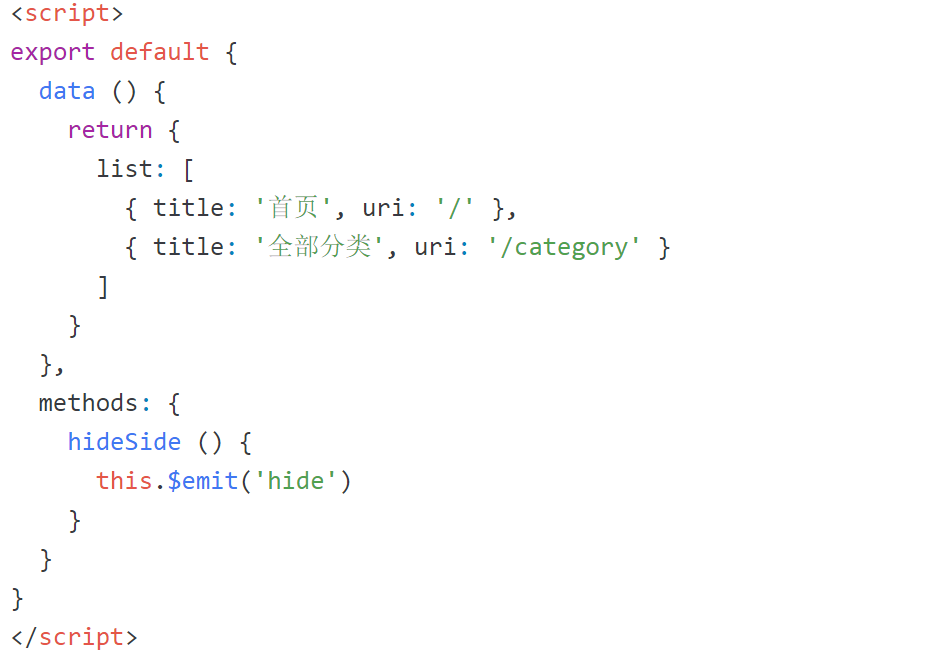 <script>
export default {
  data () {
    return {
      list: [
        { title: '首页', uri: '/' },
        { title: '全部分类', uri: '/category' }
      ]
    }
  },
  methods: {
    hideSide () {
      this.$emit('hide')
    }
  }
}
</script>